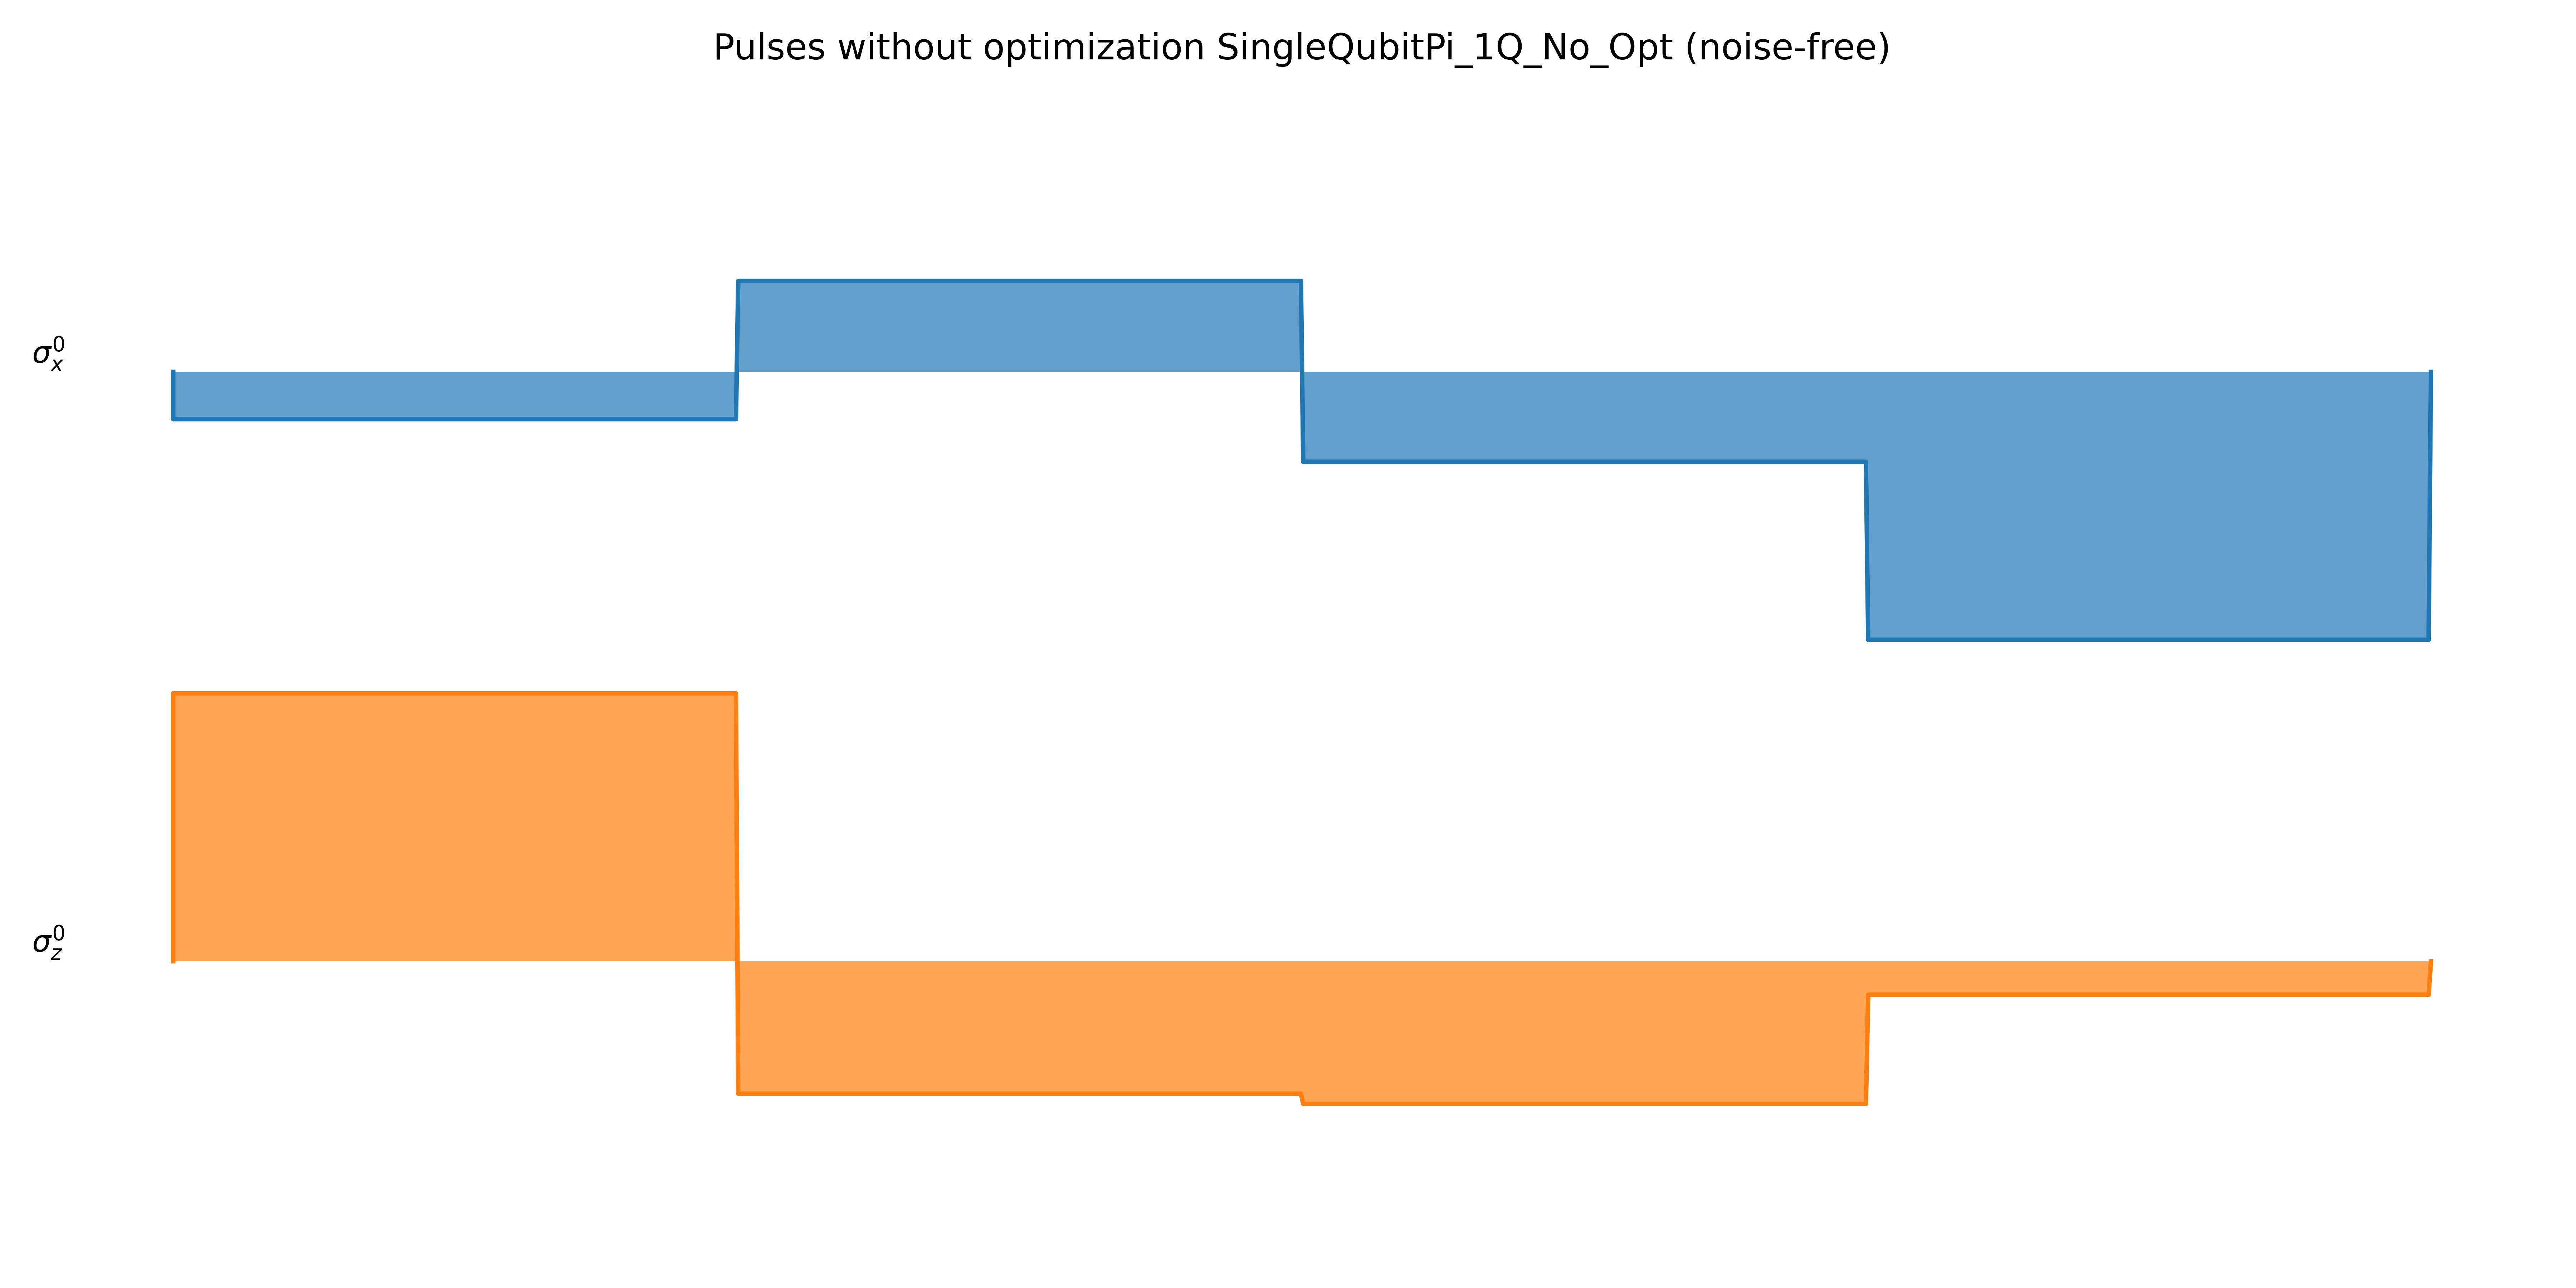 Pulses without optimization SingleQubitPi_1Q_No_Opt (noise-free)
σ_x^0
σ_z^0